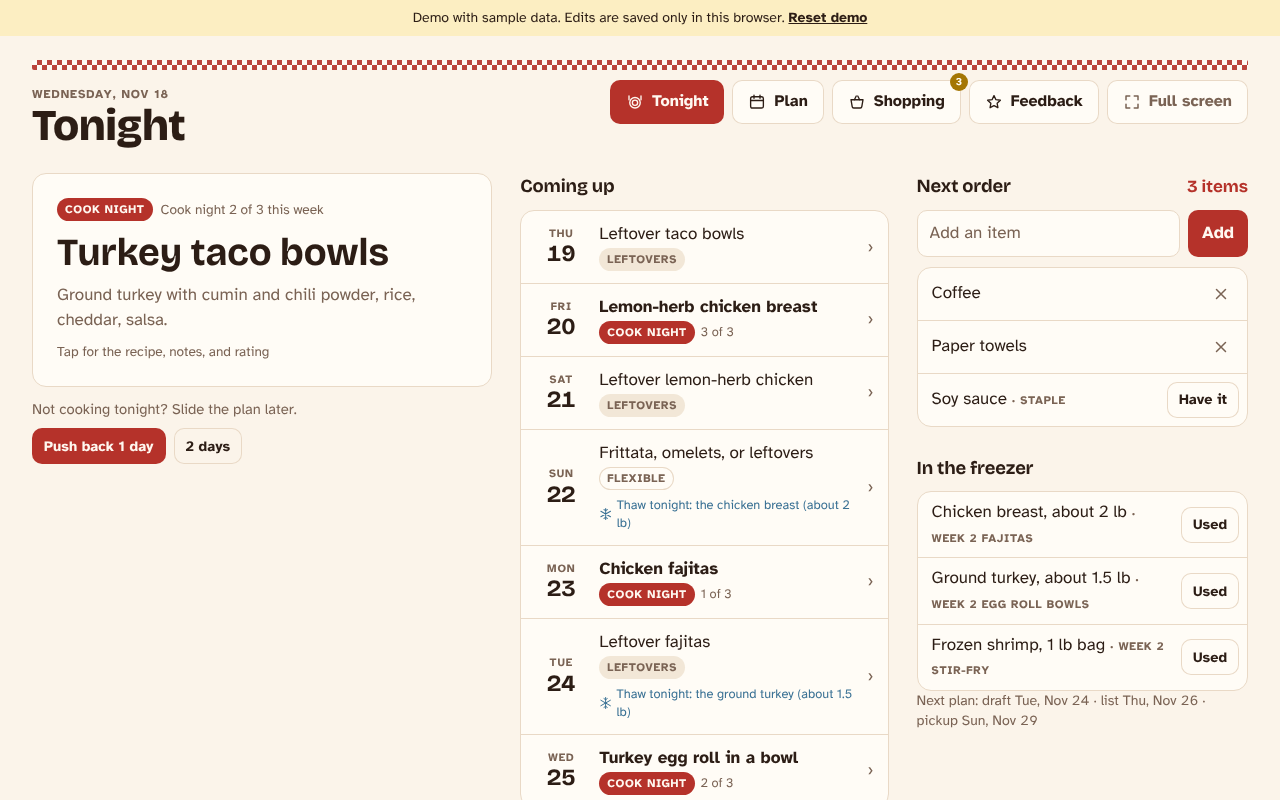 Demo with sample data. Edits are saved only in this browser. Reset demo
WEDNESDAY, NOV 18
Tonight
Tonight
Plan
Shopping
3
Feedback
Full screen
COOK NIGHT Cook night 2 of 3 this week
Turkey taco bowls
Ground turkey with cumin and chili powder, rice,
cheddar, salsa.
Tap for the recipe, notes, and rating
Not cooking tonight? Slide the plan later.
Push back 1 day
2 days
Coming up
THU
19
Leftover taco bowls
LEFTOVERS
FRI
20
Lemon-herb chicken breast
COOK NIGHT 3 of 3
SAT
21
Leftover lemon-herb chicken
LEFTOVERS
SUN
22
Frittata, omelets, or leftovers
FLEXIBLE
Thaw tonight: the chicken breast (about 2
lb)
MON
23
Chicken fajitas
COOK NIGHT 1 of 3
TUE
24
Leftover fajitas
LEFTOVERS
Thaw tonight: the ground turkey (about 1.5
lb)
WED
25
Turkey egg roll in a bowl
COOK NIGHT 2 of 3
Next order
3 items
Add an item
Add
Coffee
Paper towels
Soy sauce · STAPLE
Have it
In the freezer
Chicken breast, about 2 lb ·
WEEK 2 FAJITAS
Used
Ground turkey, about 1.5 lb ·
WEEK 2 EGG ROLL BOWLS
Used
Frozen shrimp, 1 lb bag · WEEK 2
STIR-FRY
Used
Next plan: draft Tue, Nov 24 · list Thu, Nov 26 ·
pickup Sun, Nov 29